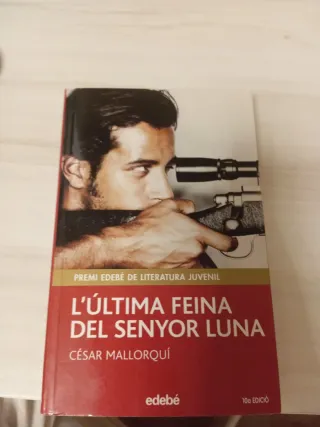 PREMI EDEBÉ DE LITERATURA JUVENIL
L'ÚLTIMA FEINA
DEL SENYOR LUNA
CÉSAR MALLORQUÍ
edebé
10a EDICIÓ